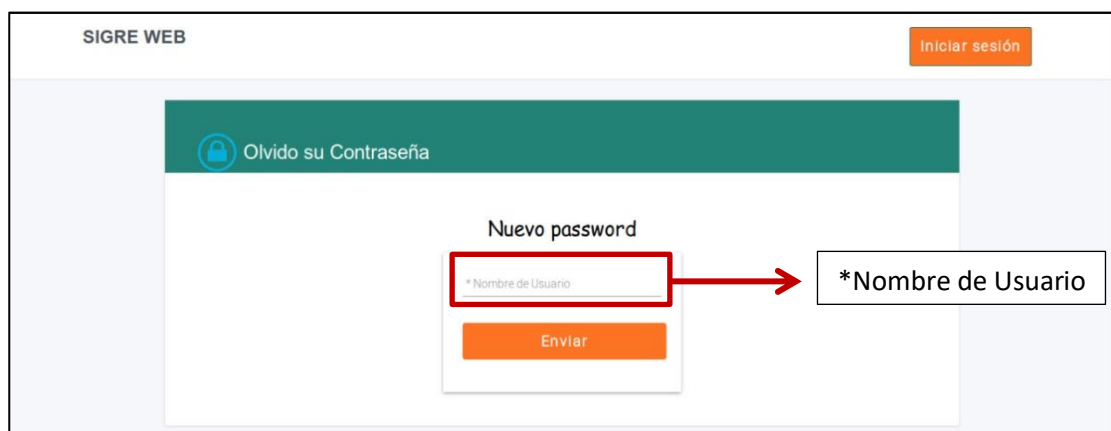 SIGRE WEB
Iniciar sesión
Olvido su Contraseña
Nuevo password
* Nombre de Usuario
*Nombre de Usuario
Enviar